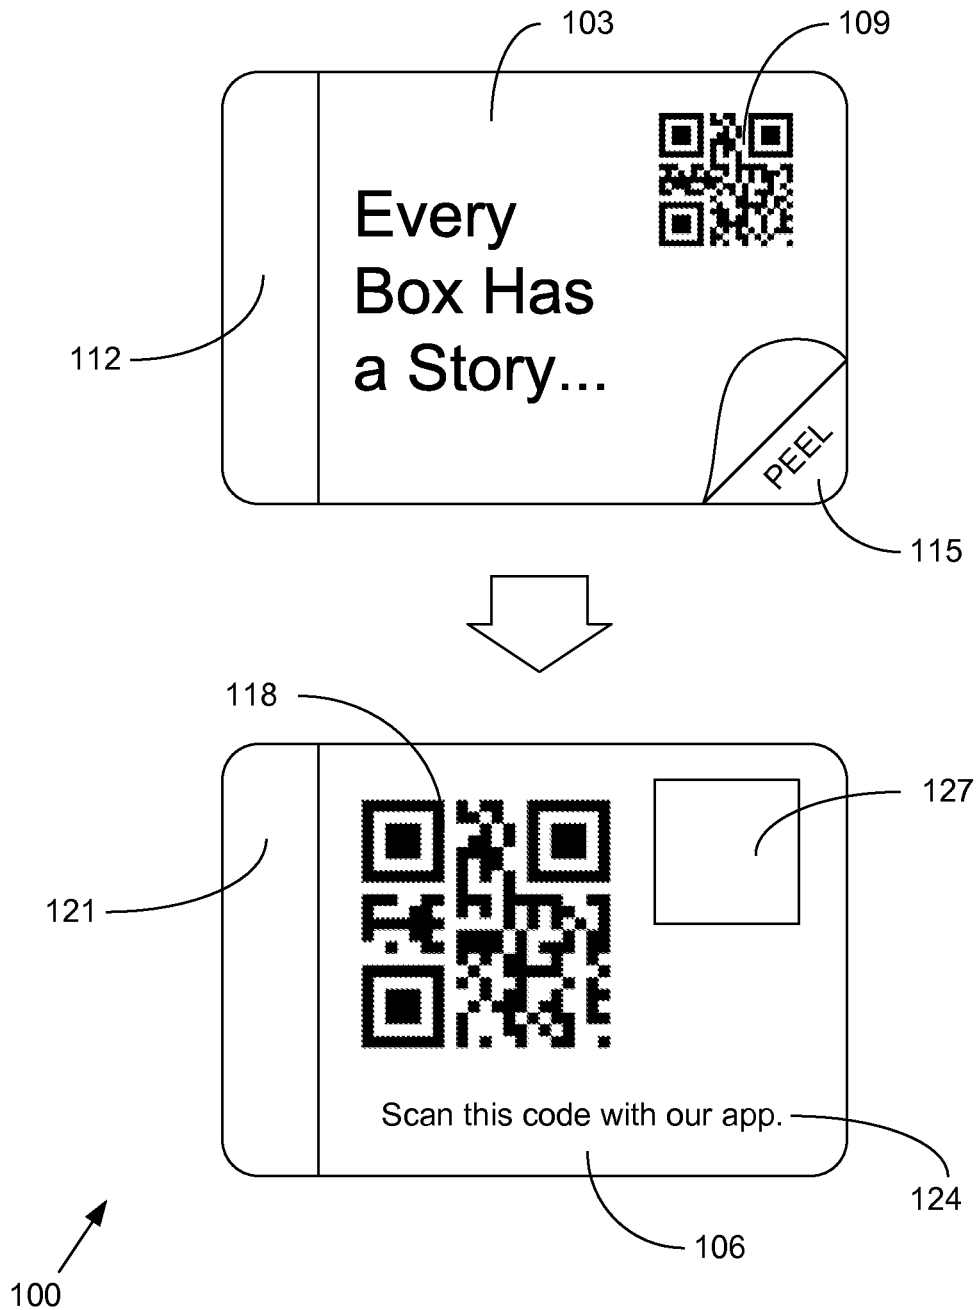 103
109
Every
Box Has
a Story...
112
PEEL
115
118
127
121
Scan this code with our app.
124
106
100